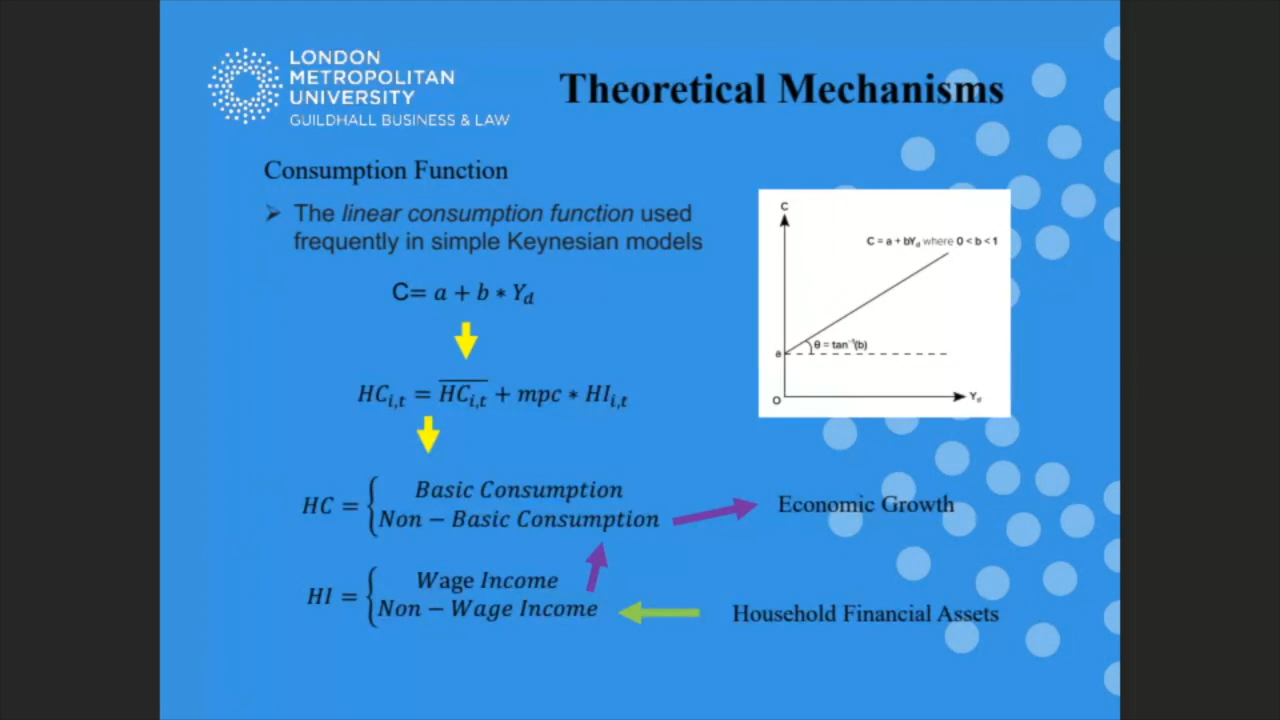 LONDON
METROPOLITAN
UNIVERSITY
GUILDHALL BUSINESS & LAW
Theoretical Mechanisms
Consumption Function
➢ The linear consumption function used
frequently in simple Keynesian models
C= a + b ∗ Y_d
HC_{i,t} = \overline{HC_{i,t}} + mpc ∗ HI_{i,t}
HC = { Basic Consumption
Non − Basic Consumption
HI = { Wage Income
Non − Wage Income
C
C = a + bY_d where 0 < b < 1
θ = tan⁻¹(b)
a
O
Y_d
Economic Growth
Household Financial Assets